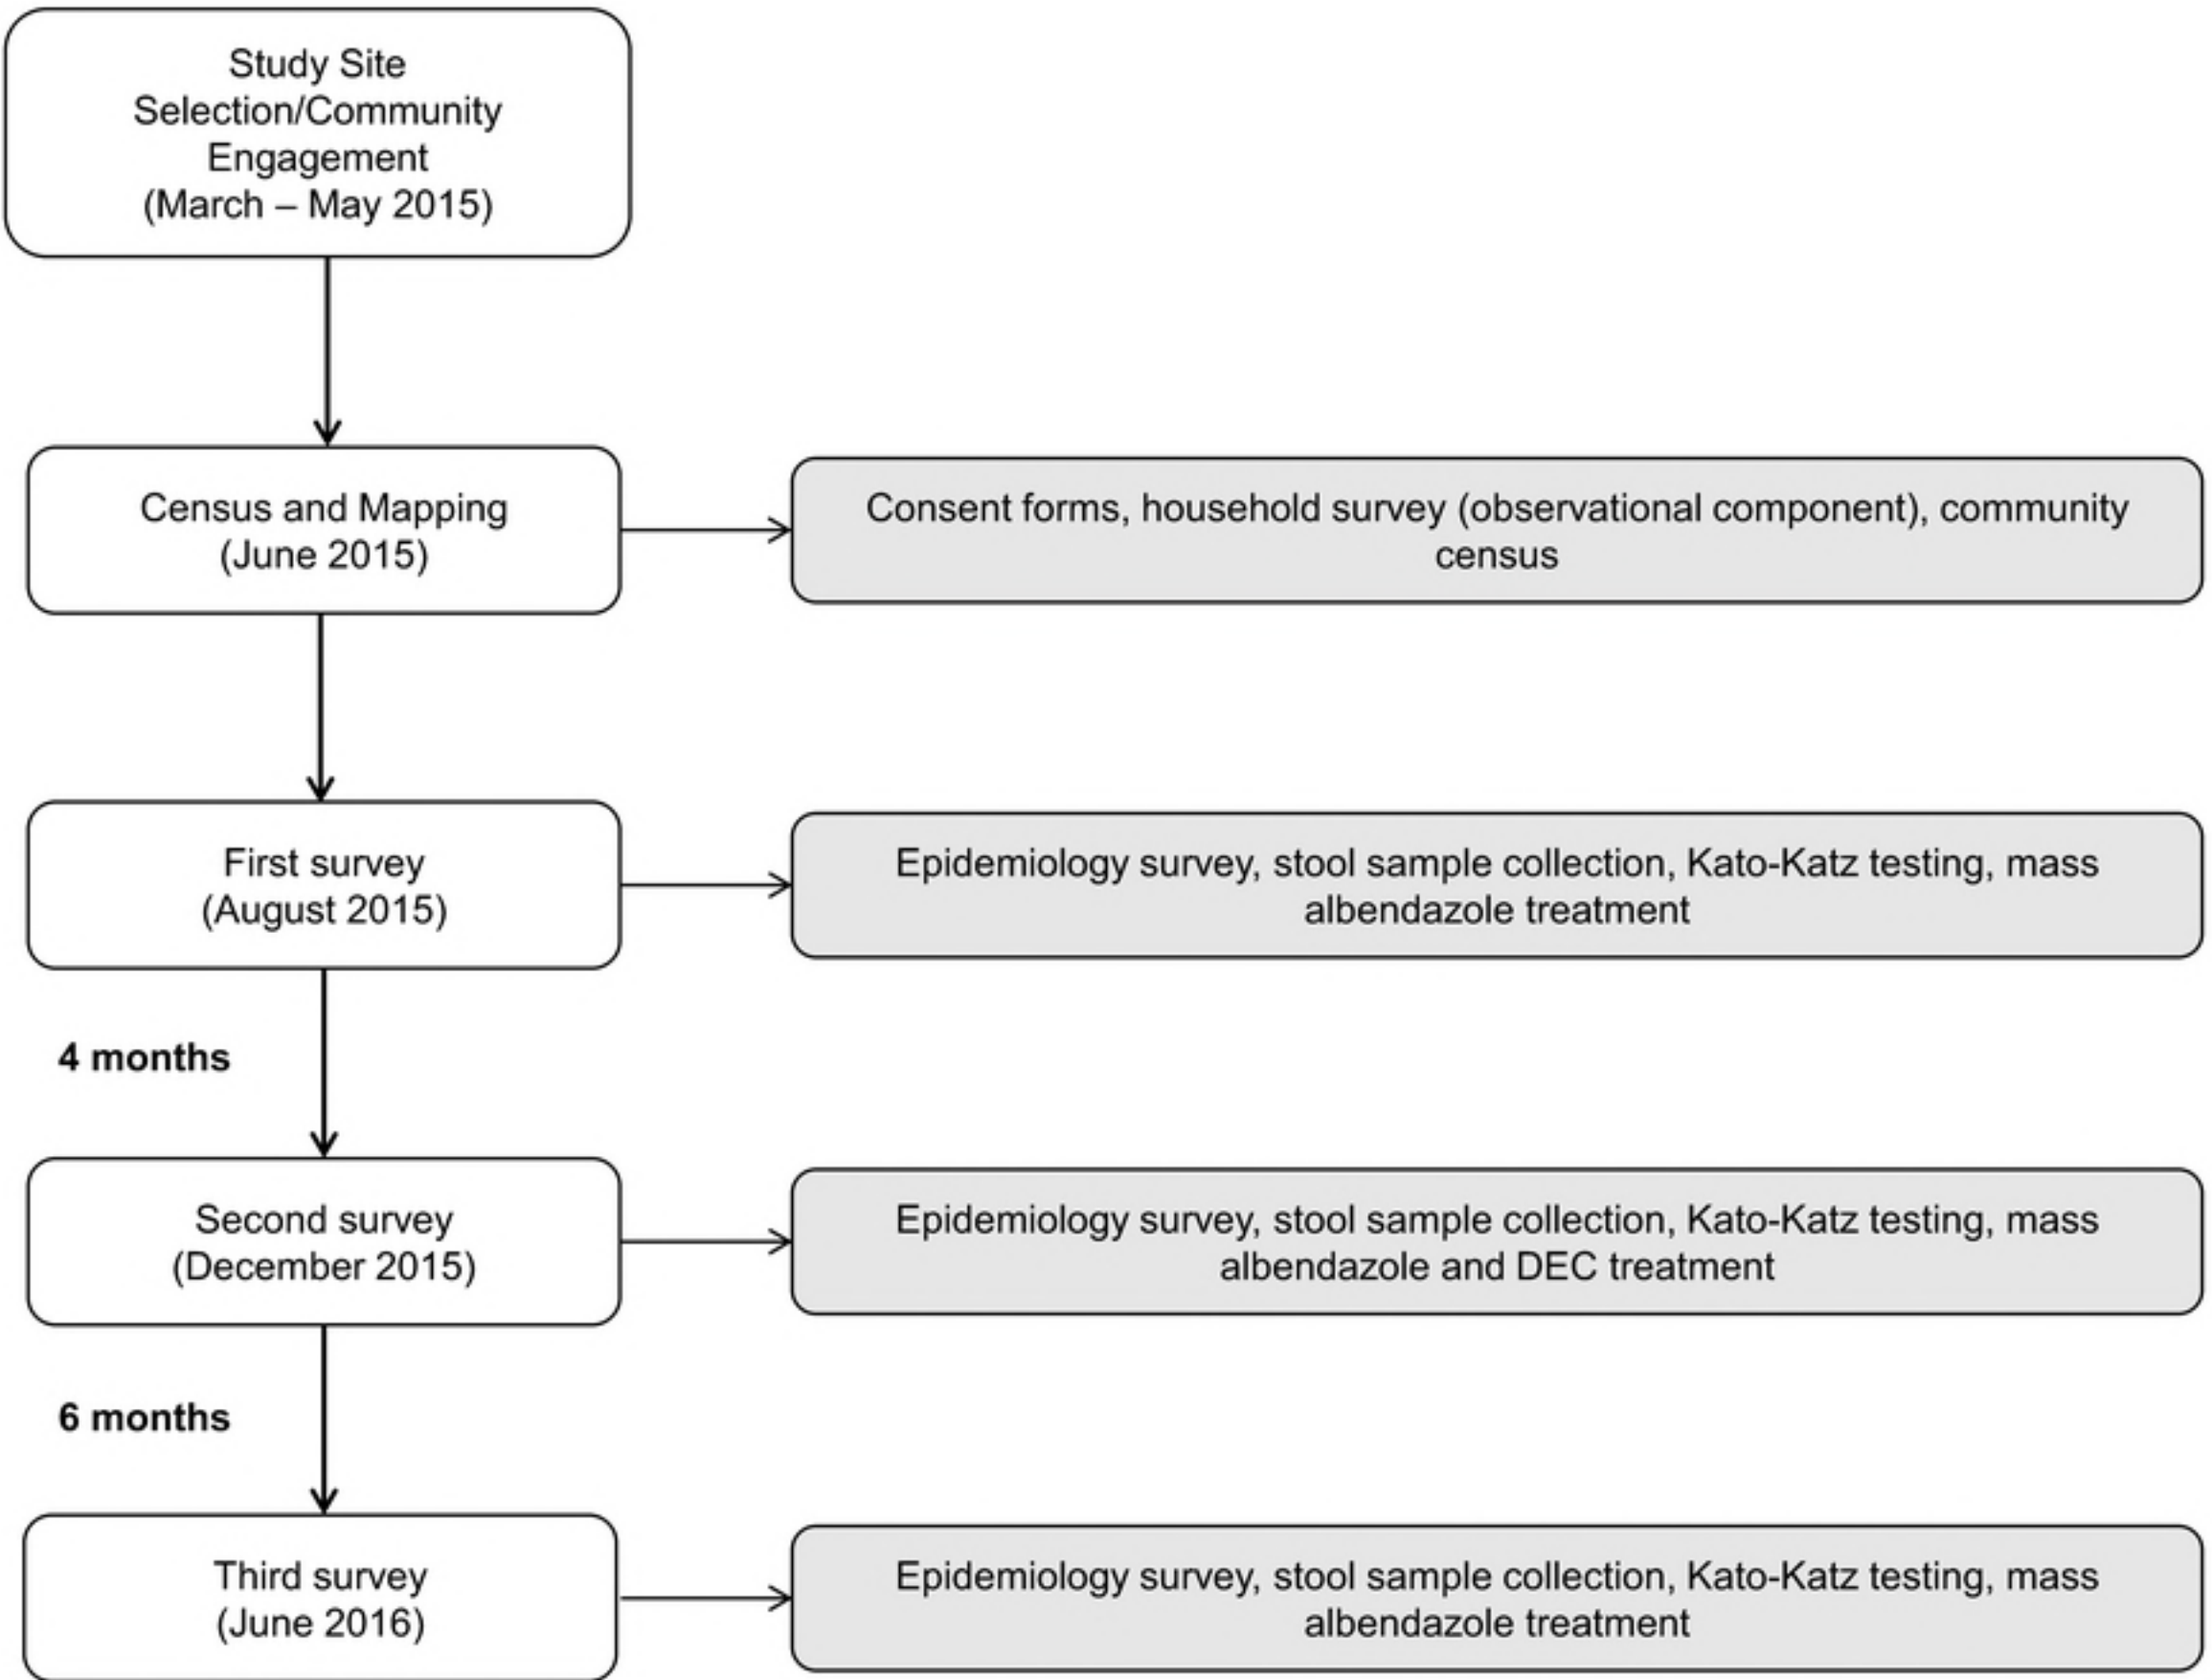 Study Site
Selection/Community
Engagement
(March – May 2015)
Census and Mapping
(June 2015)
Consent forms, household survey (observational component), community
census
First survey
(August 2015)
Epidemiology survey, stool sample collection, Kato-Katz testing, mass
albendazole treatment
4 months
Second survey
(December 2015)
Epidemiology survey, stool sample collection, Kato-Katz testing, mass
albendazole and DEC treatment
6 months
Third survey
(June 2016)
Epidemiology survey, stool sample collection, Kato-Katz testing, mass
albendazole treatment